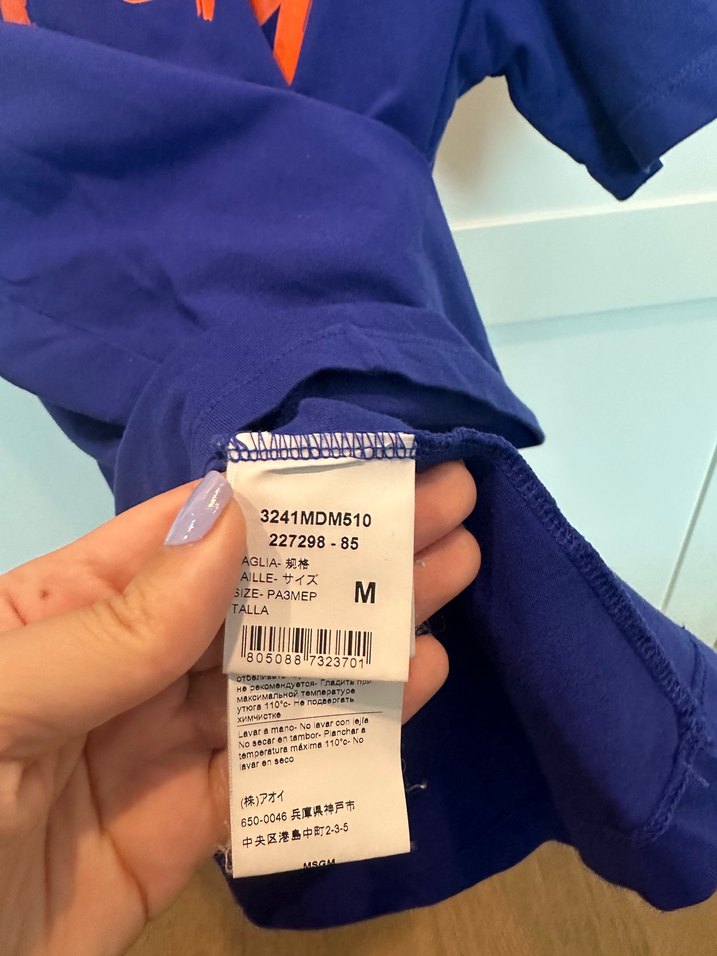 3241MDM510
227298 - 85
AGLIA- 规格
AILLE- サイズ
SIZE- РАЗМЕР
TALLA
M
805088 7323701
отбеливать
не рекомендуется- Гладить при
максимальной температуре
утюга 110°c- Не подвергать
химчистке
Lavar a mano- No lavar con lejía
No secar en tambor- Planchar a
temperatura máxima 110°c- No
lavar en seco
(株)アオイ
650-0046 兵庫県神戸市
中央区港島中町2-3-5
MSGM